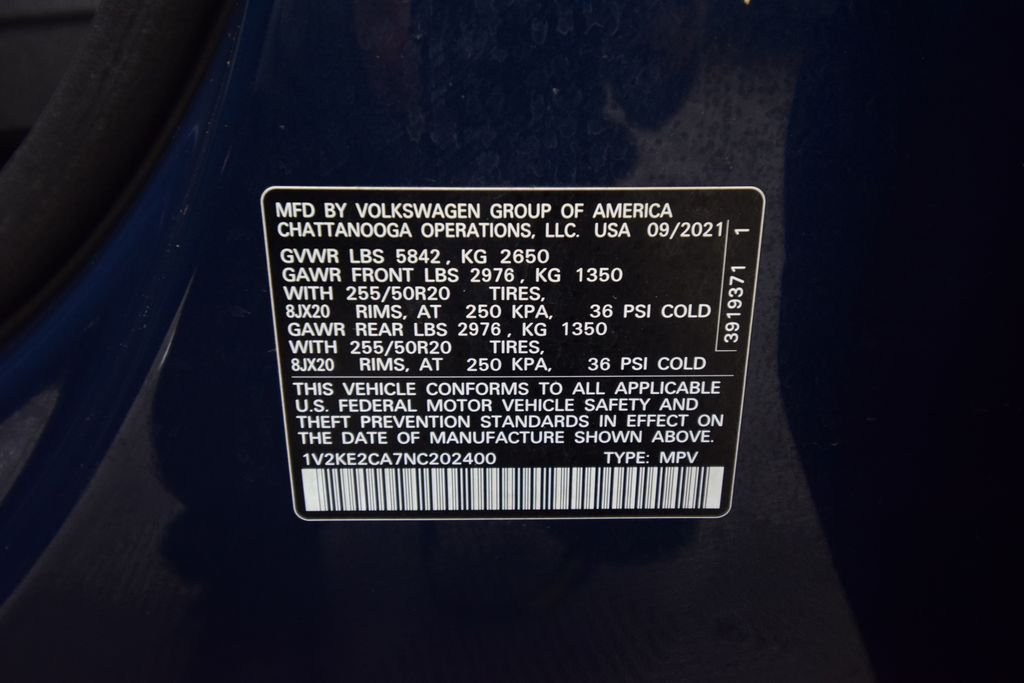 MFD BY VOLKSWAGEN GROUP OF AMERICA
CHATTANOOGA OPERATIONS, LLC. USA 09/2021
GVWR LBS 5842, KG 2650
GAWR FRONT LBS 2976, KG 1350
WITH 255/50R20 TIRES,
8JX20 RIMS, AT 250 KPA, 36 PSI COLD
GAWR REAR LBS 2976, KG 1350
WITH 255/50R20 TIRES,
8JX20 RIMS, AT 250 KPA, 36 PSI COLD
3919371 1
THIS VEHICLE CONFORMS TO ALL APPLICABLE
U.S. FEDERAL MOTOR VEHICLE SAFETY AND
THEFT PREVENTION STANDARDS IN EFFECT ON
THE DATE OF MANUFACTURE SHOWN ABOVE.
1V2KE2CA7NC202400 TYPE: MPV